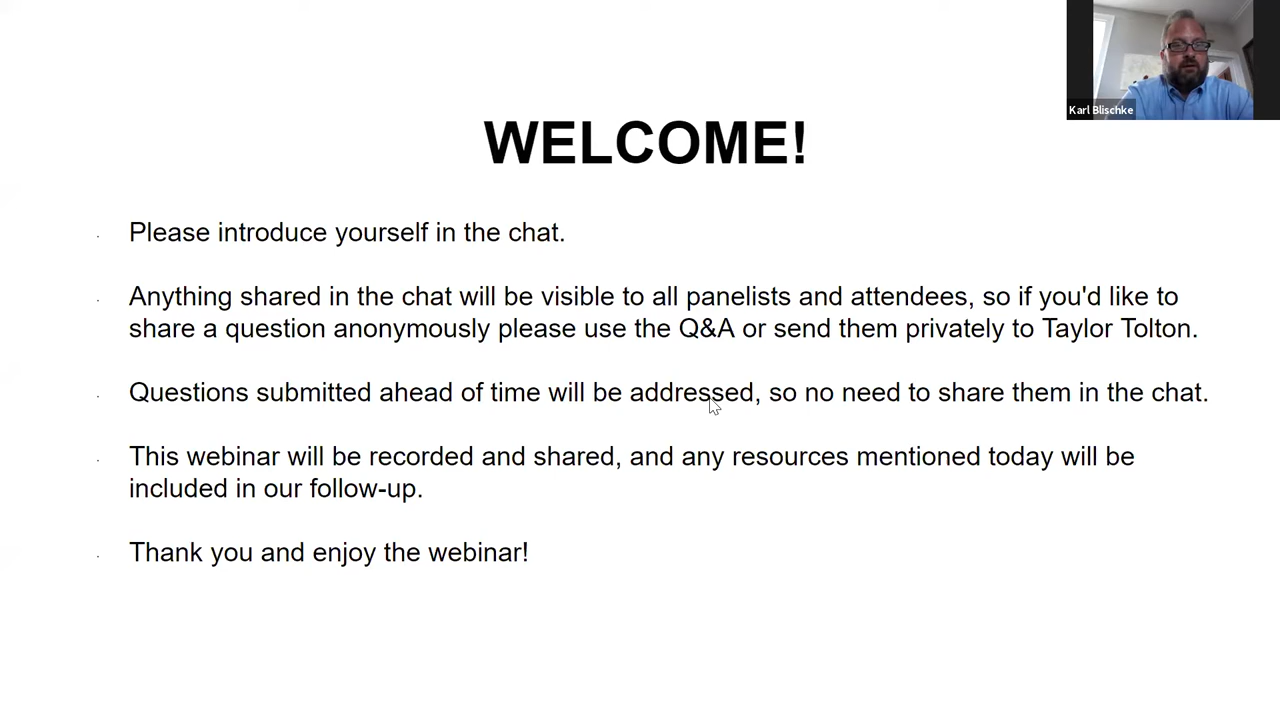 Karl Blischke
WELCOME!
Please introduce yourself in the chat.
Anything shared in the chat will be visible to all panelists and attendees, so if you'd like to
share a question anonymously please use the Q&A or send them privately to Taylor Tolton.
Questions submitted ahead of time will be addressed, so no need to share them in the chat.
This webinar will be recorded and shared, and any resources mentioned today will be
included in our follow-up.
Thank you and enjoy the webinar!